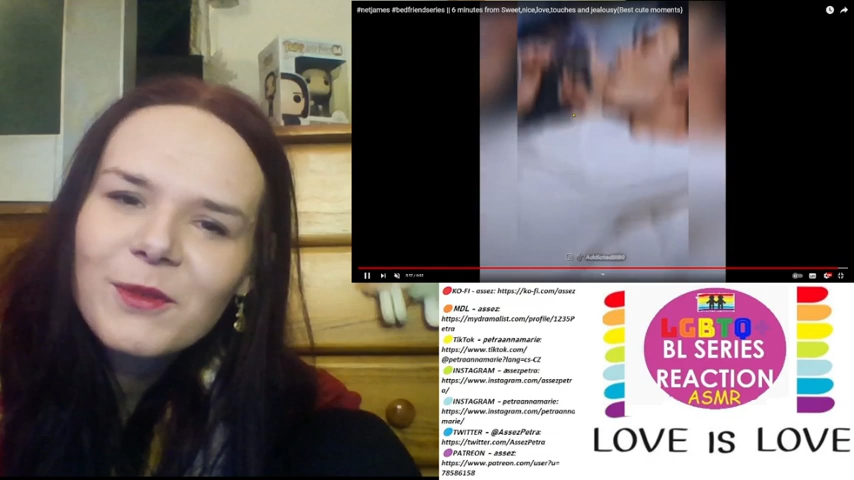 #netjames #bedfriendseries || 6 minutes from Sweet,nice,love,touches and jealousy(Best cute moments)
KO-FI - assez: https://ko-fi.com/assez
MDL – assez:
https://mydramalist.com/profile/1235P
etra
TikTok – petraannamarie:
https://www.tiktok.com/
@petraannamarie?lang=cs-CZ
INSTAGRAM – assezpetra:
https://www.instagram.com/assezpetr
a/
INSTAGRAM – petraannamarie:
https://www.instagram.com/petraanna
marie/
TWITTER – @AssezPetra:
https://twitter.com/AssezPetra
PATREON – assez:
https://www.patreon.com/user?u=
78586158
LGBTQ+
BL SERIES
REACTION
ASMR
LOVE IS LOVE